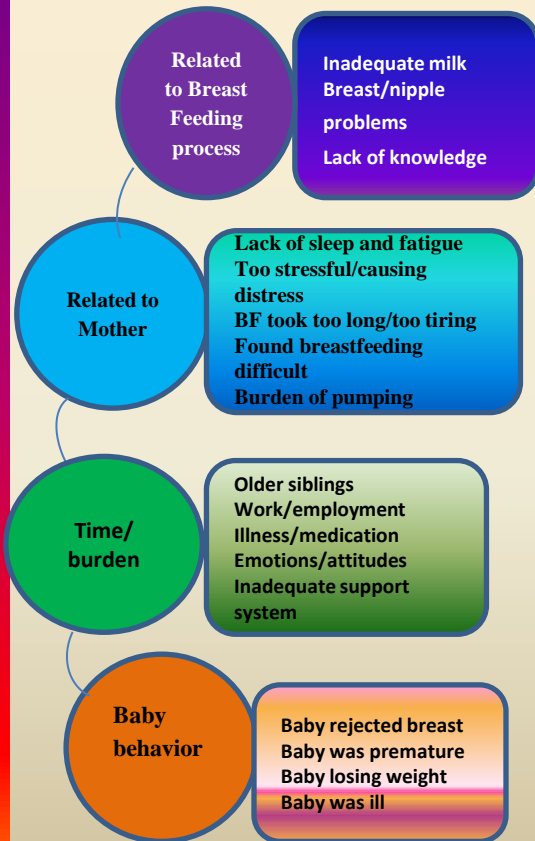 Related
to Breast
Feeding
process
Inadequate milk
Breast/nipple
problems
Lack of knowledge
Related to
Mother
Lack of sleep and fatigue
Too stressful/causing
distress
BF took too long/too tiring
Found breastfeeding
difficult
Burden of pumping
Time/
burden
Older siblings
Work/employment
Illness/medication
Emotions/attitudes
Inadequate support
system
Baby
behavior
Baby rejected breast
Baby was premature
Baby losing weight
Baby was ill